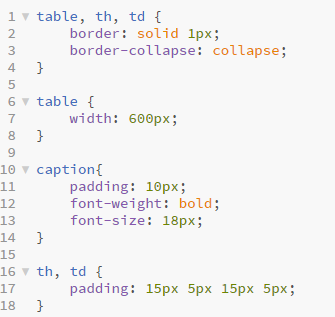 1 table, th, td {
2     border: solid 1px;
3     border-collapse: collapse;
4 }
5
6 table {
7     width: 600px;
8 }
9
10 caption{
11     padding: 10px;
12     font-weight: bold;
13     font-size: 18px;
14 }
15
16 th, td {
17     padding: 15px 5px 15px 5px;
18 }